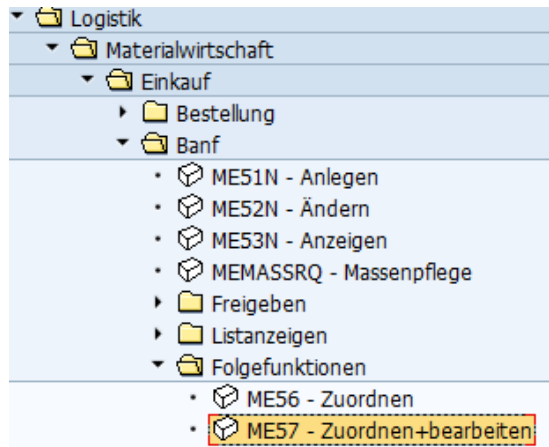 Logistik
Materialwirtschaft
Einkauf
Bestellung
Banf
ME51N - Anlegen
ME52N - Ändern
ME53N - Anzeigen
MEMASSRQ - Massenpflege
Freigeben
Listanzeigen
Folgefunktionen
ME56 - Zuordnen
ME57 - Zuordnen+bearbeiten